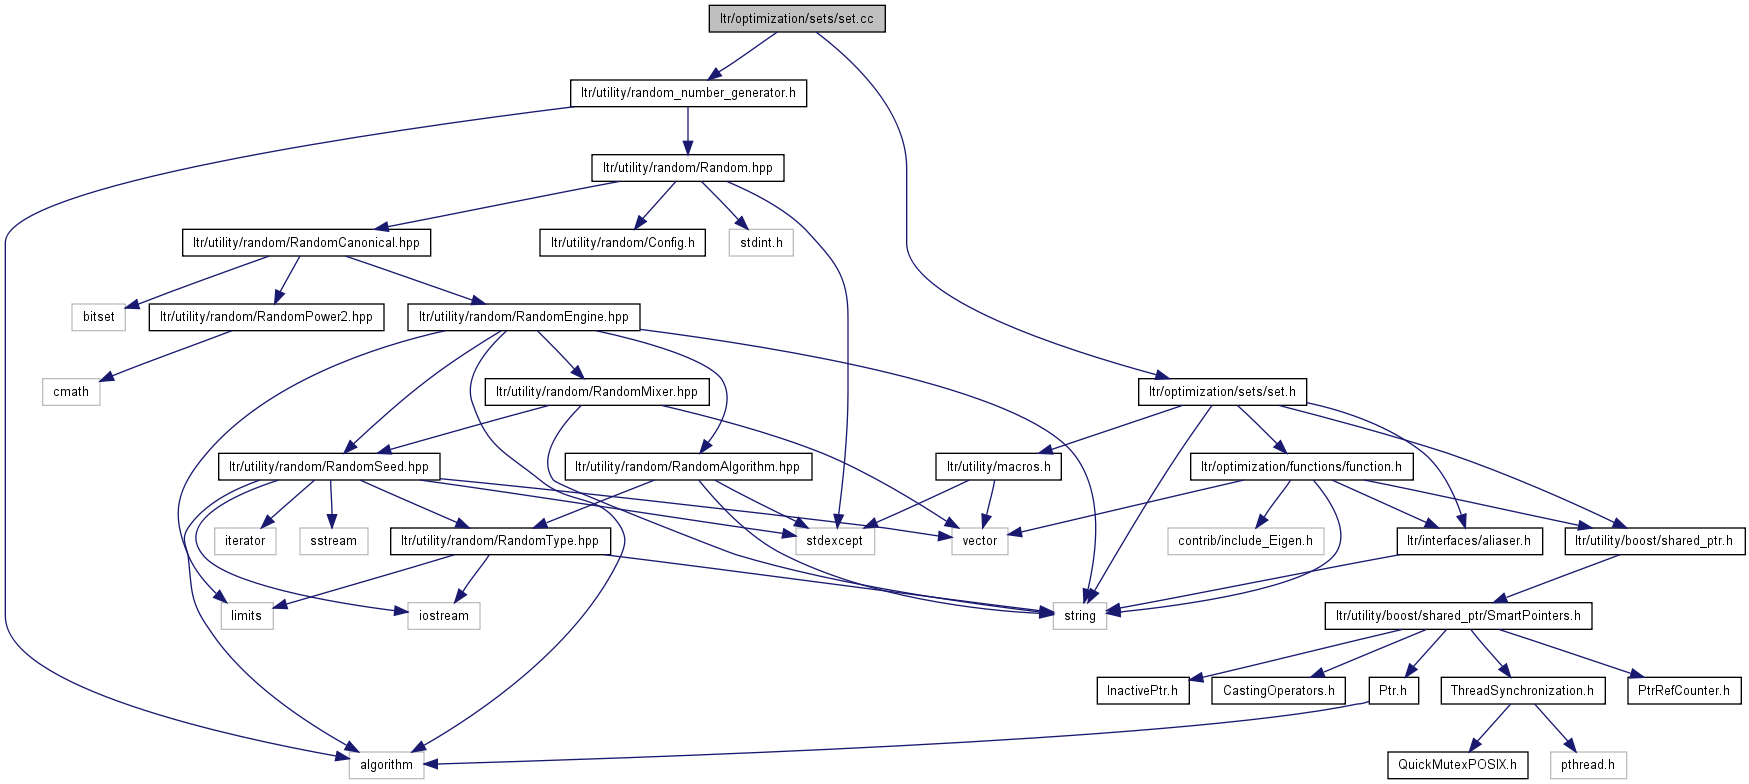 ltr/optimization/sets/set.cc
ltr/utility/random_number_generator.h
ltr/utility/random/Random.hpp
ltr/utility/random/RandomCanonical.hpp
ltr/utility/random/Config.h
stdint.h
bitset
ltr/utility/random/RandomPower2.hpp
ltr/utility/random/RandomEngine.hpp
cmath
ltr/utility/random/RandomMixer.hpp
ltr/optimization/sets/set.h
ltr/utility/random/RandomSeed.hpp
ltr/utility/random/RandomAlgorithm.hpp
ltr/utility/macros.h
ltr/optimization/functions/function.h
iterator
sstream
ltr/utility/random/RandomType.hpp
stdexcept
vector
contrib/include_Eigen.h
ltr/interfaces/aliaser.h
ltr/utility/boost/shared_ptr.h
limits
iostream
string
ltr/utility/boost/shared_ptr/SmartPointers.h
InactivePtr.h
CastingOperators.h
Ptr.h
ThreadSynchronization.h
PtrRefCounter.h
algorithm
QuickMutexPOSIX.h
pthread.h